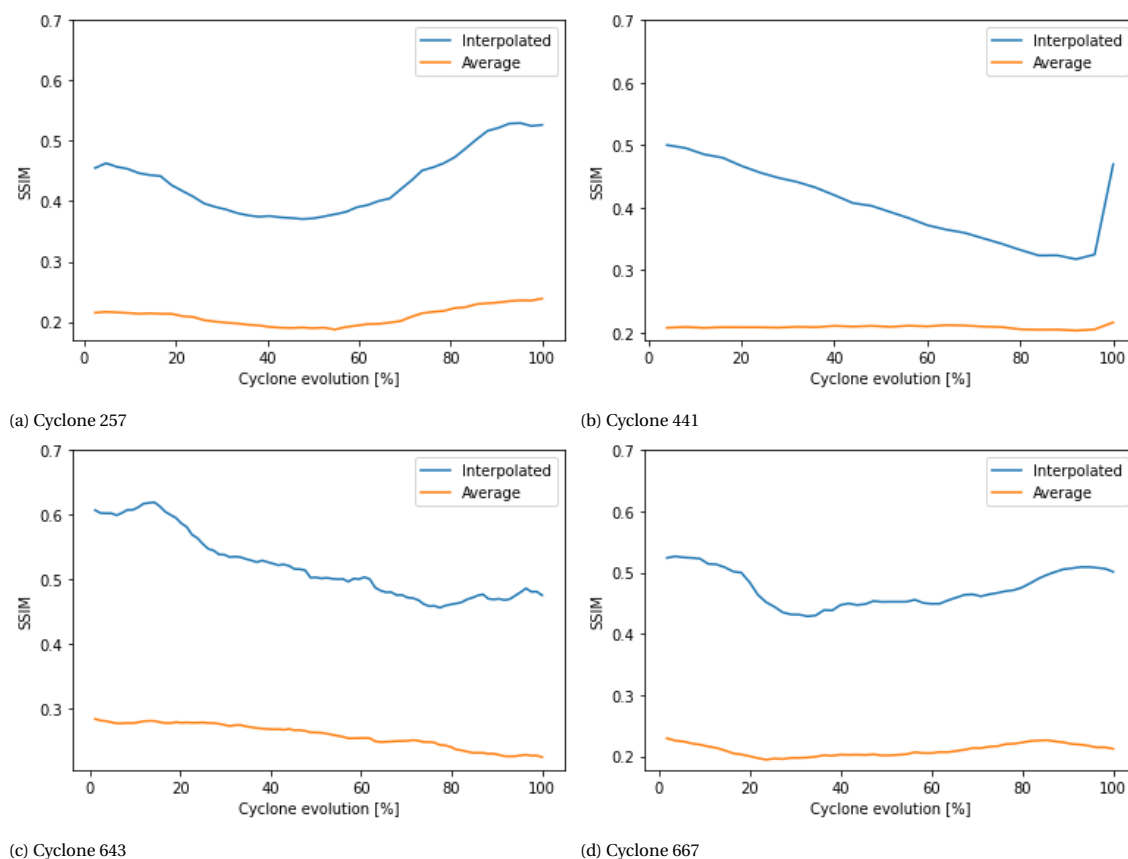 0.7
0.6
0.5
0.4
0.3
0.2
SSIM
Interpolated
Average
0 20 40 60 80 100
Cyclone evolution [%]
(a) Cyclone 257
0.7
0.6
0.5
0.4
0.3
0.2
SSIM
Interpolated
Average
0 20 40 60 80 100
Cyclone evolution [%]
(b) Cyclone 441
0.7
0.6
0.5
0.4
0.3
SSIM
Interpolated
Average
0 20 40 60 80 100
Cyclone evolution [%]
(c) Cyclone 643
0.7
0.6
0.5
0.4
0.3
0.2
SSIM
Interpolated
Average
0 20 40 60 80 100
Cyclone evolution [%]
(d) Cyclone 667